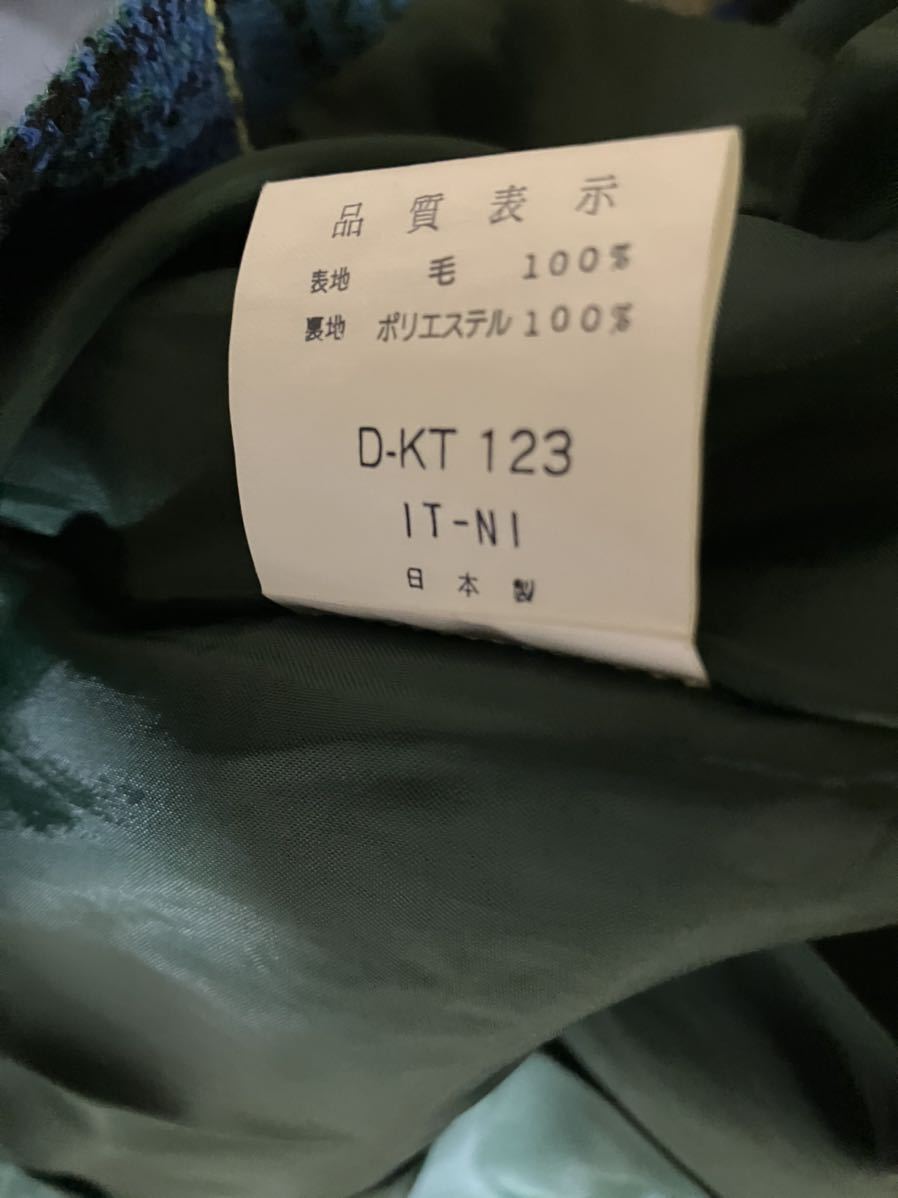 品質表示
表地 毛 100%
裏地 ポリエステル 100%
D-KT 123
IT-NI
日本製